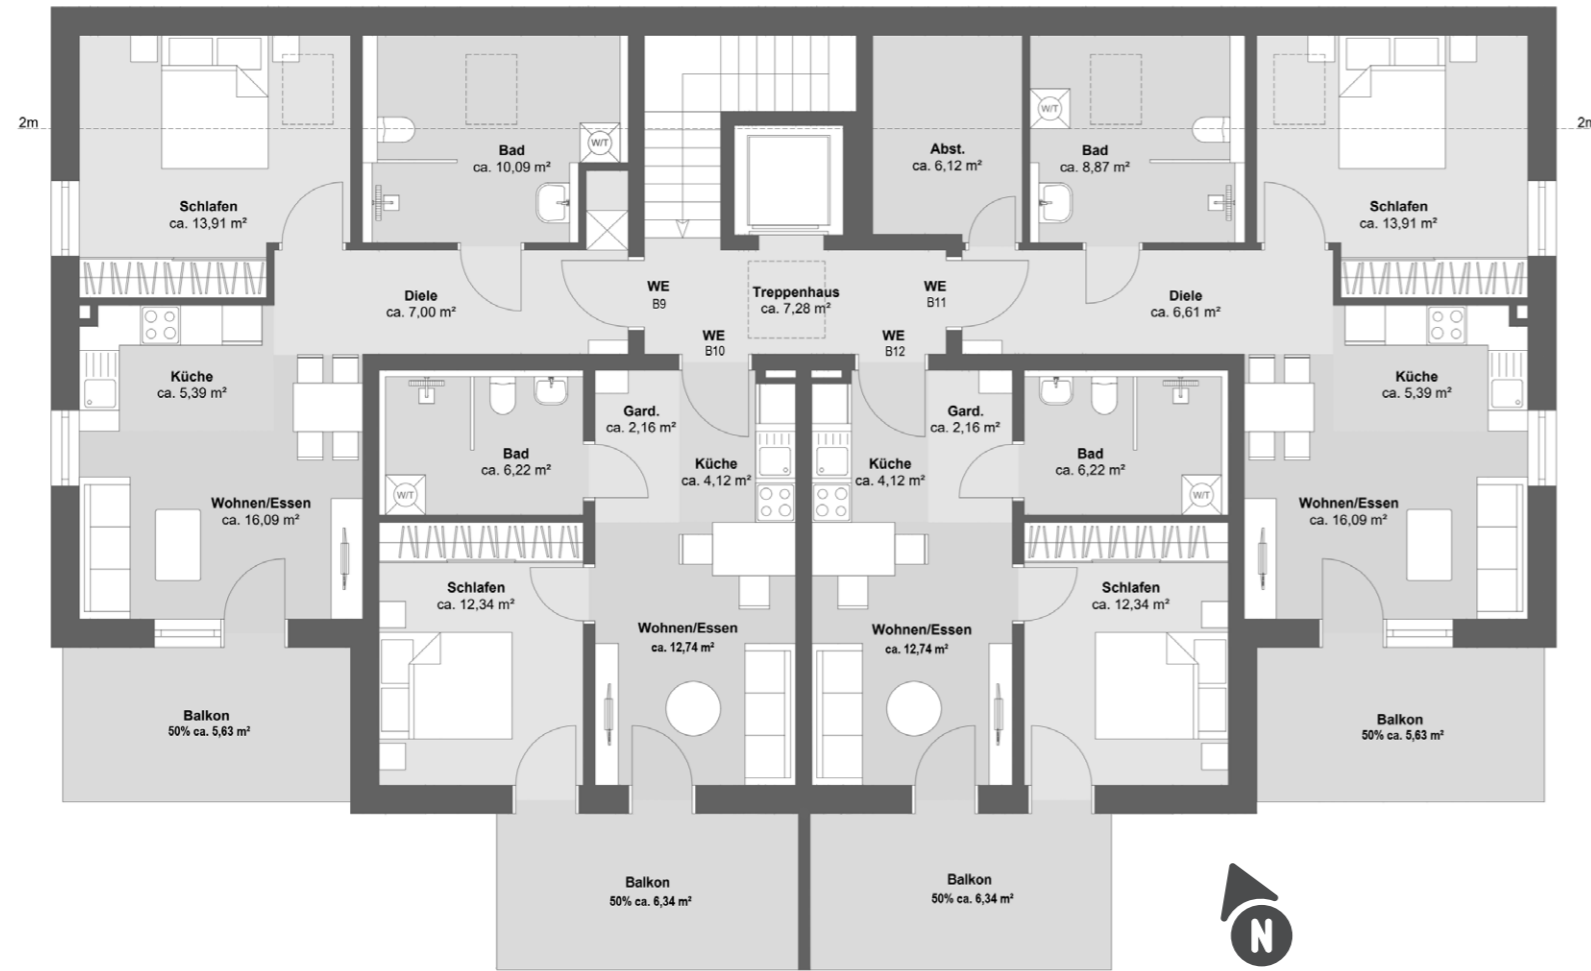 2m
2m
Bad
ca. 10,09 m²
W/T
Abst.
ca. 6,12 m²
W/T
Bad
ca. 8,87 m²
Schlafen
ca. 13,91 m²
Schlafen
ca. 13,91 m²
Diele
ca. 7,00 m²
WE
B9
Treppenhaus
ca. 7,28 m²
WE
B11
Diele
ca. 6,61 m²
WE
B10
WE
B12
Küche
ca. 5,39 m²
Küche
ca. 5,39 m²
Gard.
ca. 2,16 m²
Gard.
ca. 2,16 m²
Bad
ca. 6,22 m²
W/T
Küche
ca. 4,12 m²
Küche
ca. 4,12 m²
Bad
ca. 6,22 m²
W/T
Wohnen/Essen
ca. 16,09 m²
Wohnen/Essen
ca. 16,09 m²
Schlafen
ca. 12,34 m²
Schlafen
ca. 12,34 m²
Wohnen/Essen
ca. 12,74 m²
Wohnen/Essen
ca. 12,74 m²
Balkon
50% ca. 5,63 m²
Balkon
50% ca. 5,63 m²
Balkon
50% ca. 6,34 m²
Balkon
50% ca. 6,34 m²
N